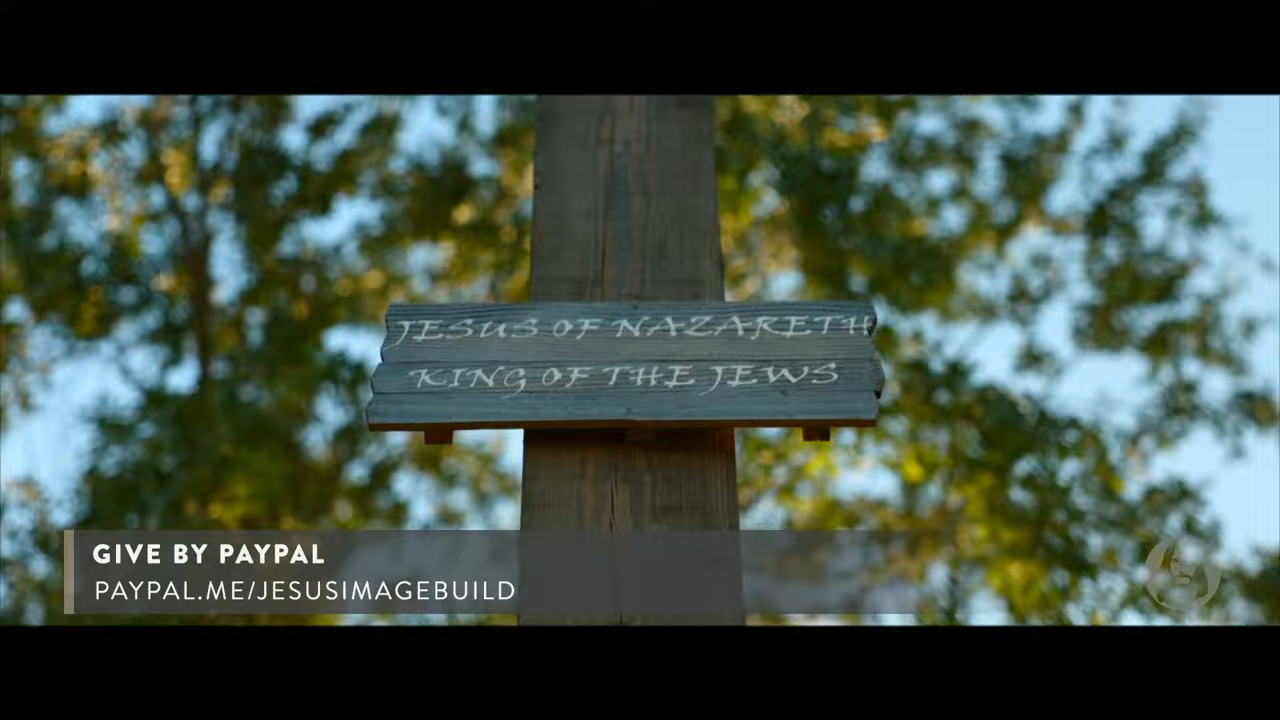 JESUS OF NAZARETH
KING OF THE JEWS
GIVE BY PAYPAL
PAYPAL.ME/JESUSIMAGEBUILD